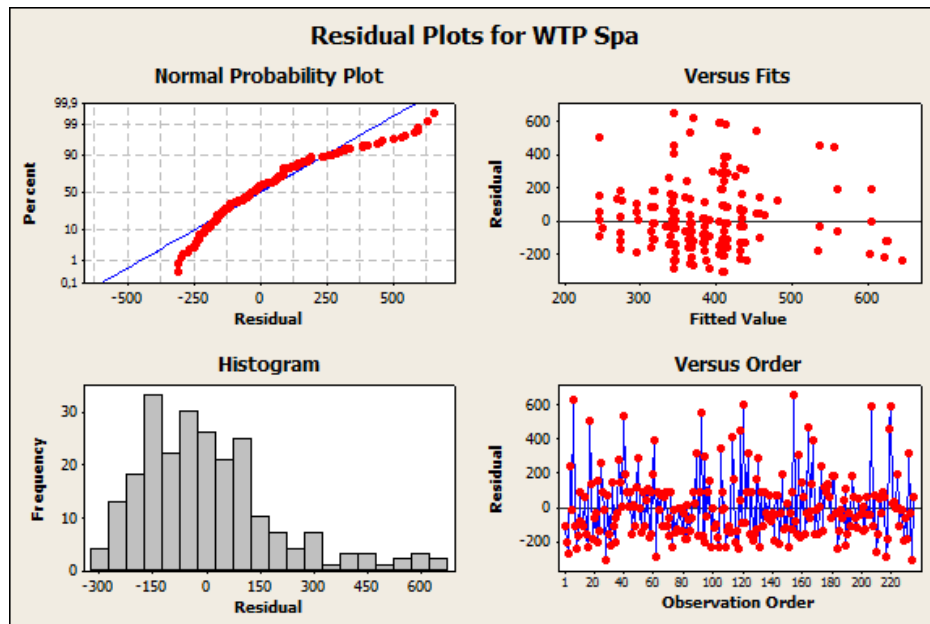 Residual Plots for WTP Spa
Normal Probability Plot
99,9
99
90
50
10
1
0,1
Percent
-500 -250 0 250 500
Residual
Versus Fits
600
400
200
0
-200
Residual
200 300 400 500 600
Fitted Value
Histogram
30
20
10
0
Frequency
-300 -150 0 150 300 450 600
Residual
Versus Order
600
400
200
0
-200
Residual
1 20 40 60 80 100 120 140 160 180 200 220
Observation Order